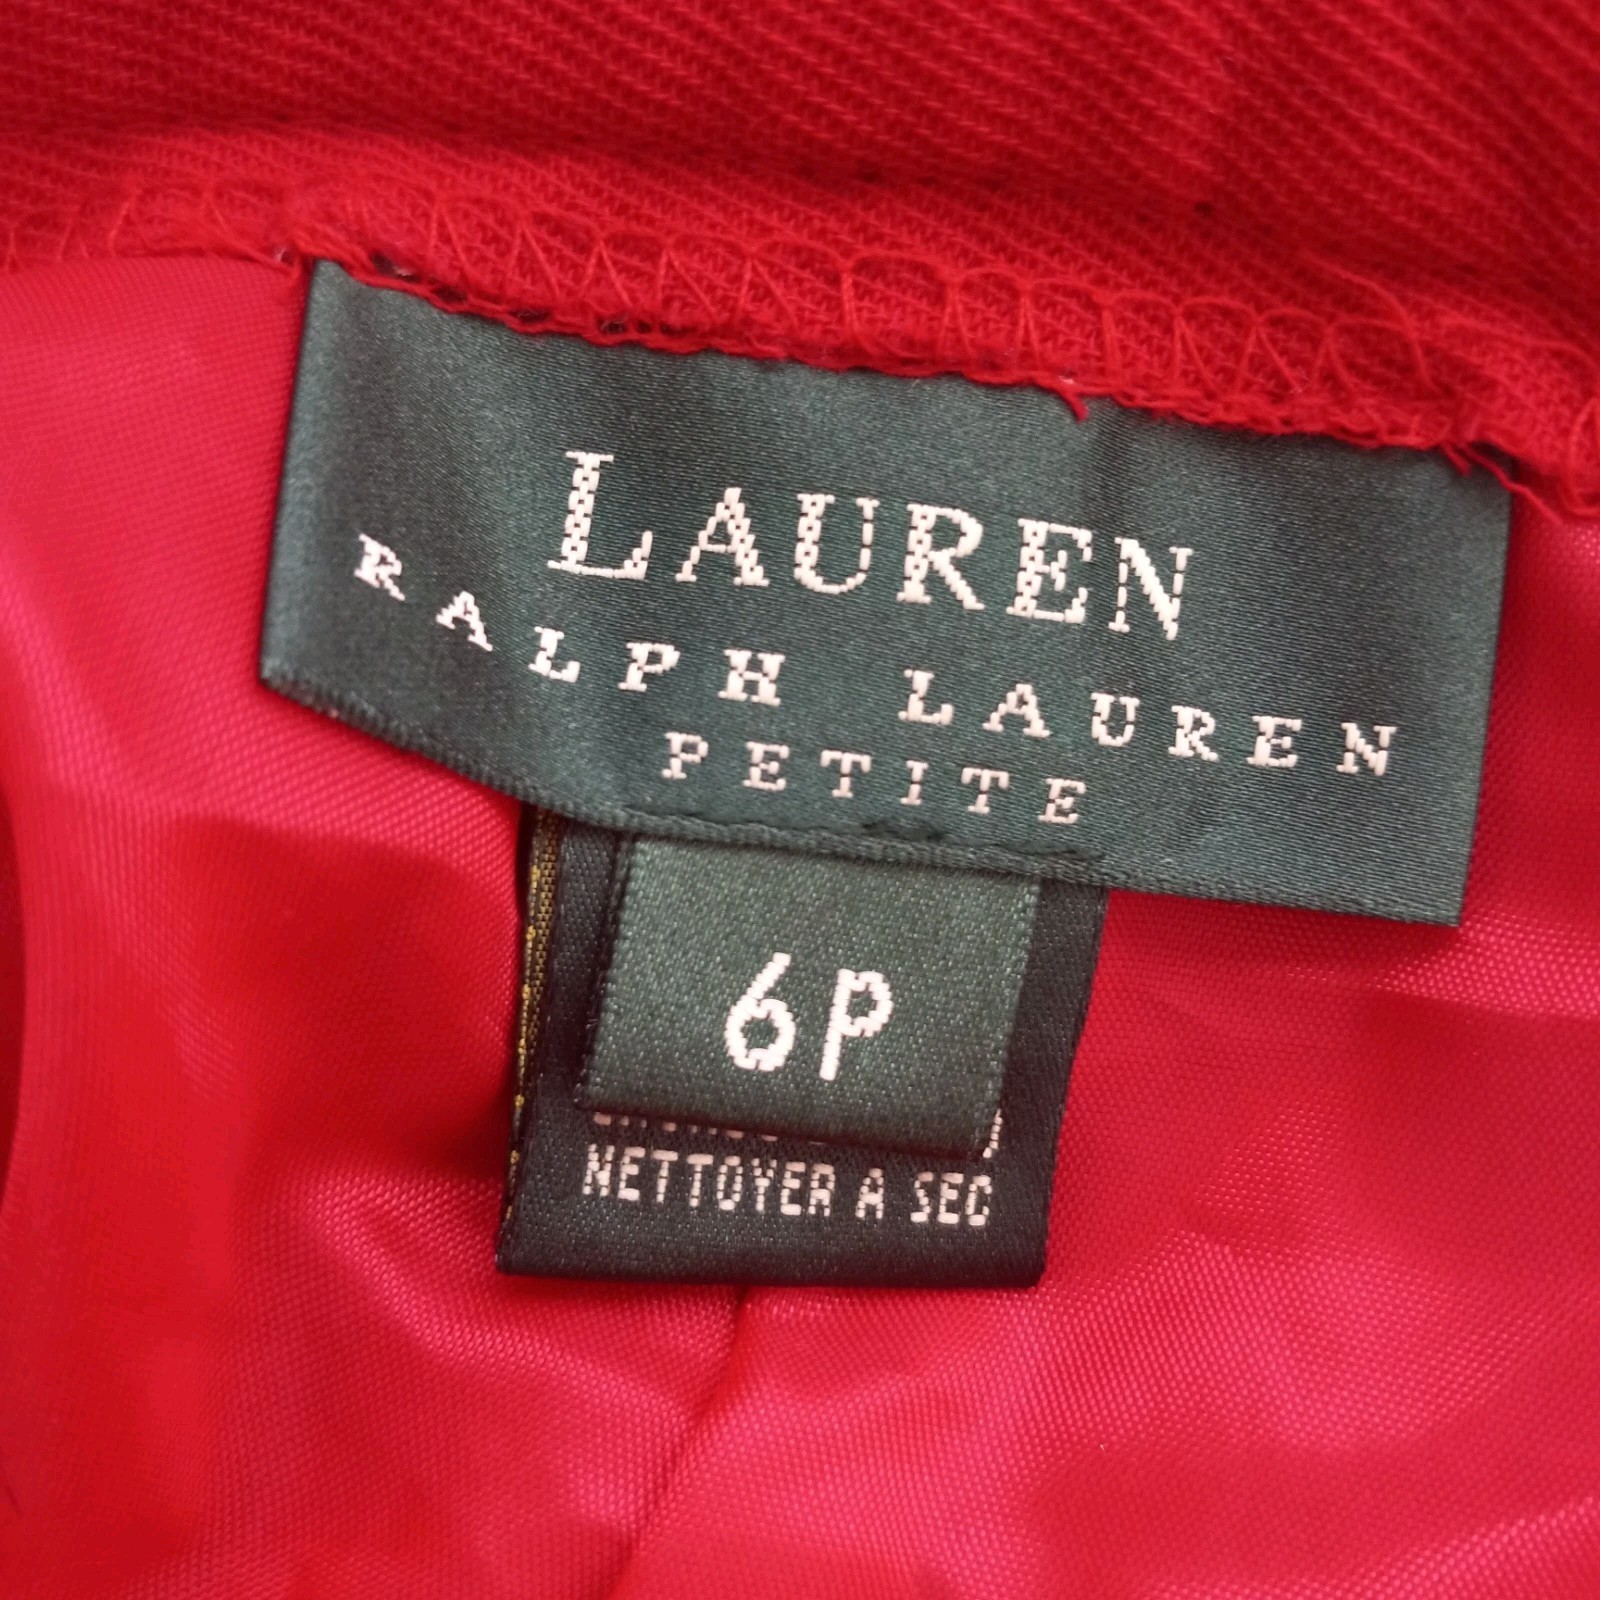 LAUREN
RALPH LAUREN
PETITE
6P
NETTOYER A SEC